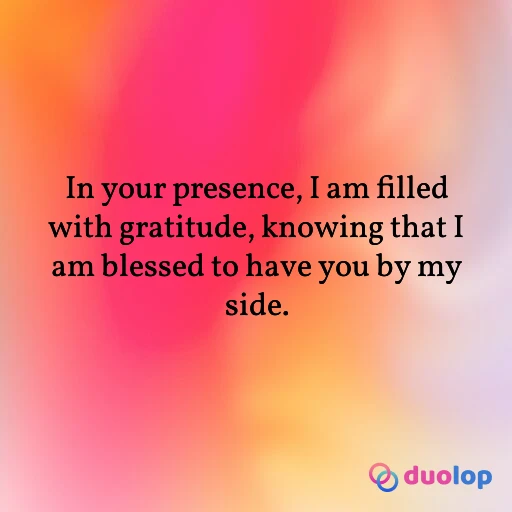 In your presence, I am filled
with gratitude, knowing that I
am blessed to have you by my
side.
duolop